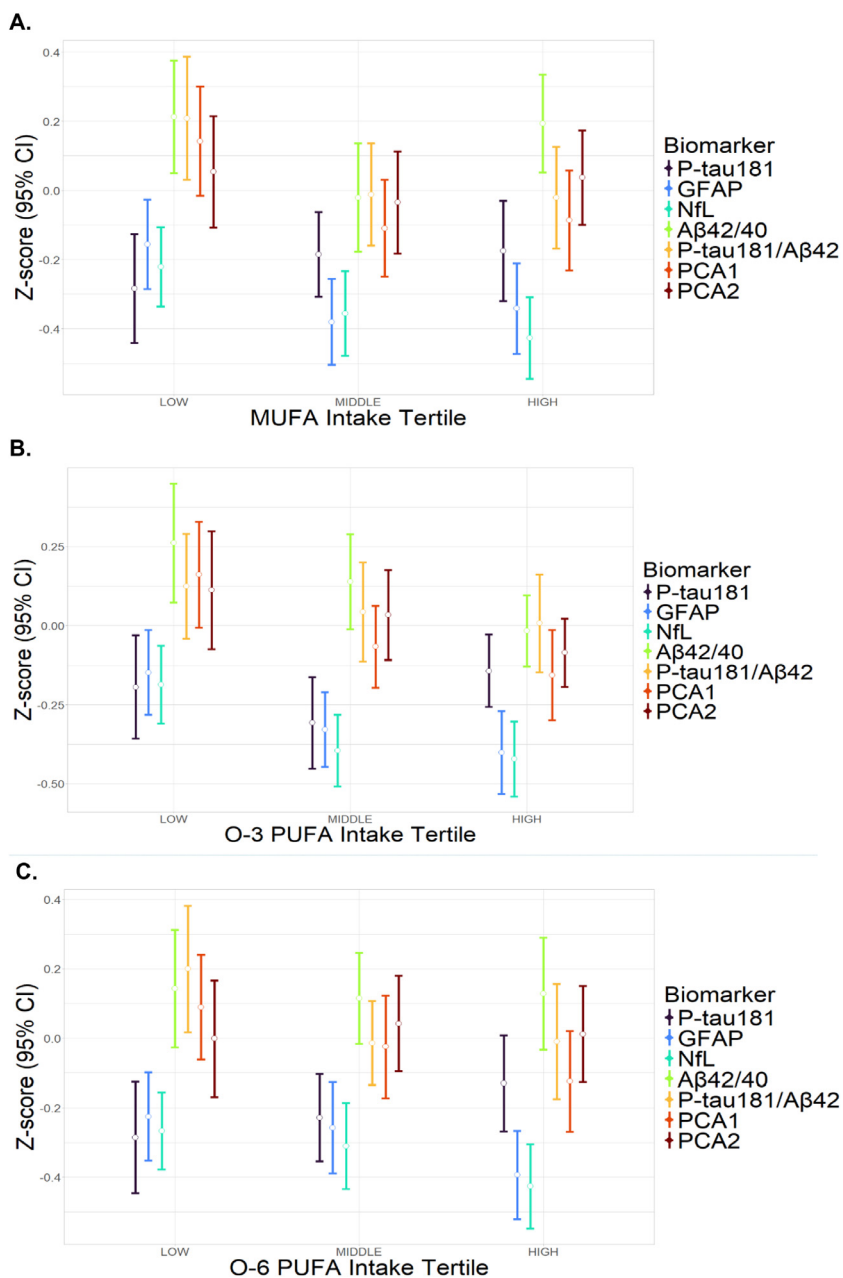 A.
0.4
0.2
0.0
-0.2
-0.4
Z-score (95% CI)
LOW MIDDLE HIGH
MUFA Intake Tertile
Biomarker
P-tau181
GFAP
NfL
Aβ42/40
P-tau181/Aβ42
PCA1
PCA2
B.
0.25
0.00
-0.25
-0.50
Z-score (95% CI)
LOW MIDDLE HIGH
O-3 PUFA Intake Tertile
Biomarker
P-tau181
GFAP
NfL
Aβ42/40
P-tau181/Aβ42
PCA1
PCA2
C.
0.4
0.2
0.0
-0.2
-0.4
Z-score (95% CI)
LOW MIDDLE HIGH
O-6 PUFA Intake Tertile
Biomarker
P-tau181
GFAP
NfL
Aβ42/40
P-tau181/Aβ42
PCA1
PCA2